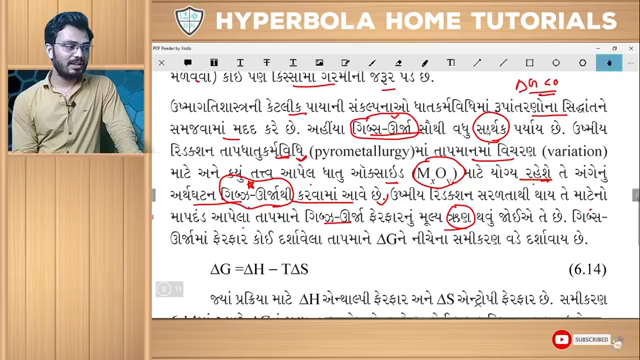 HYPERBOLA HOME TUTORIALS
PDF Reader by Xodo
મળવવા) કોઈ પણ કિસ્સામાં ગરમીની જરૂર પડે છે.
ΔG <0
ઉષ્માગતિશાસ્ત્રની કેટલીક પાયાની સંકલ્પનાઓ ધાતકર્મવિધિમાં રૂપાંતરણોના સિદ્ધાંતને
સમજવામાં મદદ કરે છે. અહીંયા ગિબ્સ-ઊર્જા સૌથી વધુ સાર્થક પર્યાય છે. ઉષ્મીય
રિડક્શન તાપધાતુકર્મવિધિ (pyrometallurgy)માં તાપમાનમાં વિચરણ (variation)
માટે અને કયું તત્ત્વ આપેલ ધાતુ ઑક્સાઇડ (MxOy) માટે યોગ્ય રહેશે તે અંગેનું
અર્થઘટન ગિબ્ઝ-ઊર્જાથી કરવામાં આવે છે. ઉષ્મીય રિડક્શન સરળતાથી થાય તે માટેનો
માપદંડ આપેલા તાપમાને ગિબ્ઝ-ઊર્જા ફેરફારનું મૂલ્ય ઋણ થવું જોઈએ તે છે. ગિબ્સ-
ઊર્જામાં ફેરફાર કોઈ દર્શાવેલા તાપમાને ΔGને નીચેના સમીકરણ વડે દર્શાવાય છે.
ΔG =ΔH – TΔS (6.14)
જ્યાં પ્રક્રિયા માટે ΔH એન્થાલ્પી ફેરફાર અને ΔS એન્ટ્રોપી ફેરફાર છે. સમીકરણ